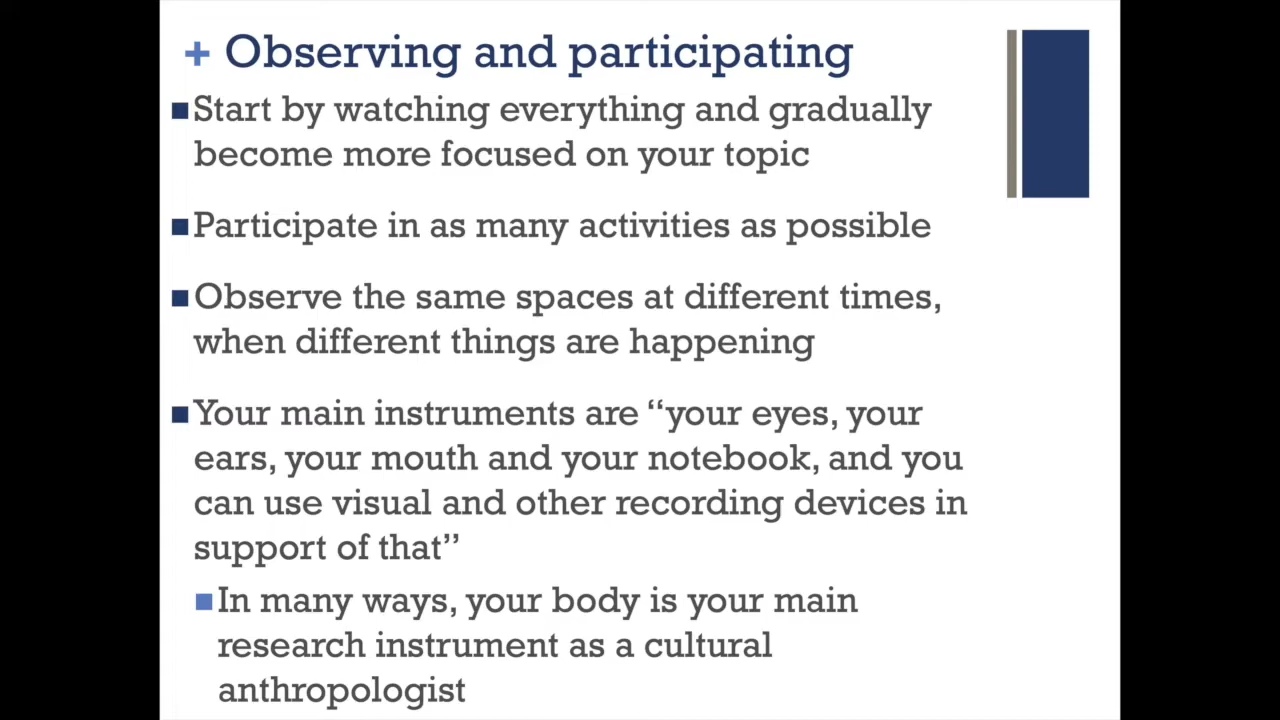 + Observing and participating
■Start by watching everything and gradually
become more focused on your topic
■Participate in as many activities as possible
■Observe the same spaces at different times,
when different things are happening
■Your main instruments are “your eyes, your
ears, your mouth and your notebook, and you
can use visual and other recording devices in
support of that”
■In many ways, your body is your main
research instrument as a cultural
anthropologist